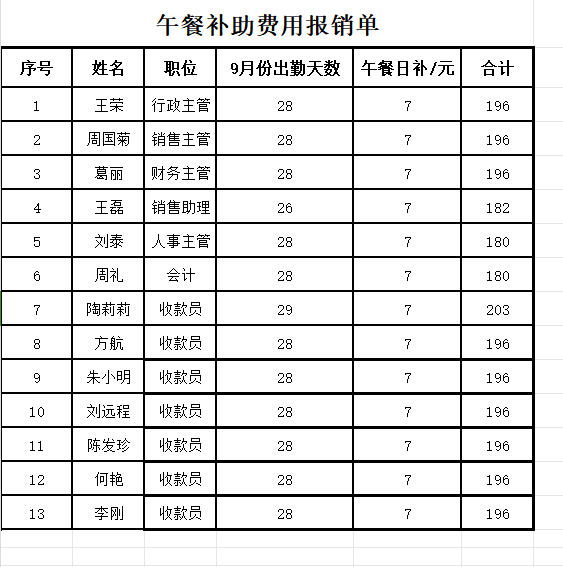 午餐补助费用报销单
序号 姓名 职位 9月份出勤天数 午餐日补/元 合计
1 王荣 行政主管 28 7 196
2 周国菊 销售主管 28 7 196
3 葛丽 财务主管 28 7 196
4 王磊 销售助理 26 7 182
5 刘泰 人事主管 28 7 180
6 周礼 会计 28 7 180
7 陶莉莉 收款员 29 7 203
8 方航 收款员 28 7 196
9 朱小明 收款员 28 7 196
10 刘远程 收款员 28 7 196
11 陈发珍 收款员 28 7 196
12 何艳 收款员 28 7 196
13 李刚 收款员 28 7 196